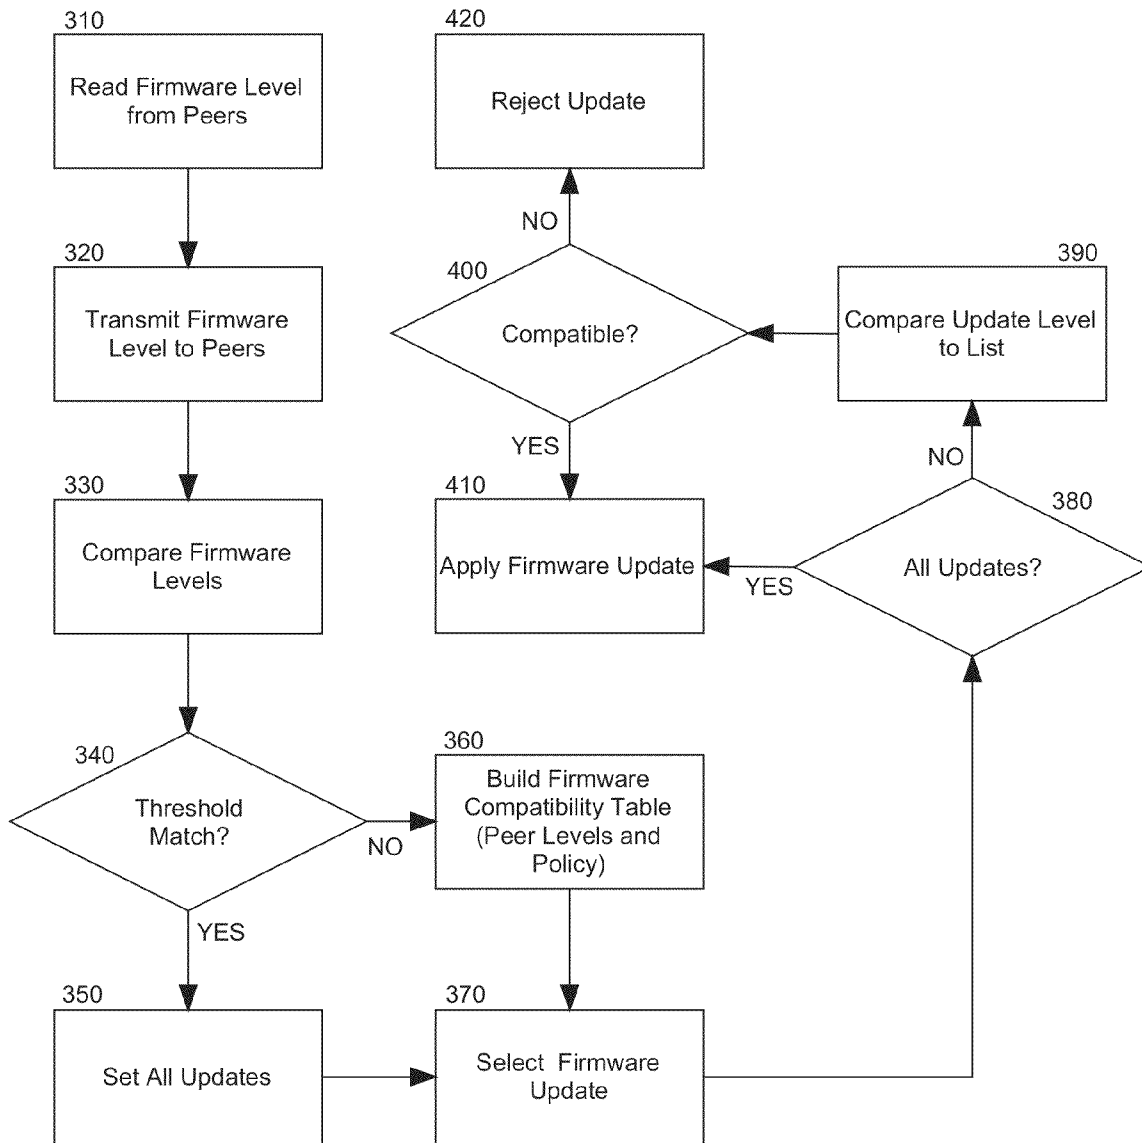 310
Read Firmware Level
from Peers
320
Transmit Firmware
Level to Peers
330
Compare Firmware
Levels
340
Threshold
Match?
NO
YES
350
Set All Updates
360
Build Firmware
Compatibility Table
(Peer Levels and
Policy)
370
Select Firmware
Update
380
All Updates?
NO
YES
390
Compare Update Level
to List
400
Compatible?
NO
YES
410
Apply Firmware Update
420
Reject Update